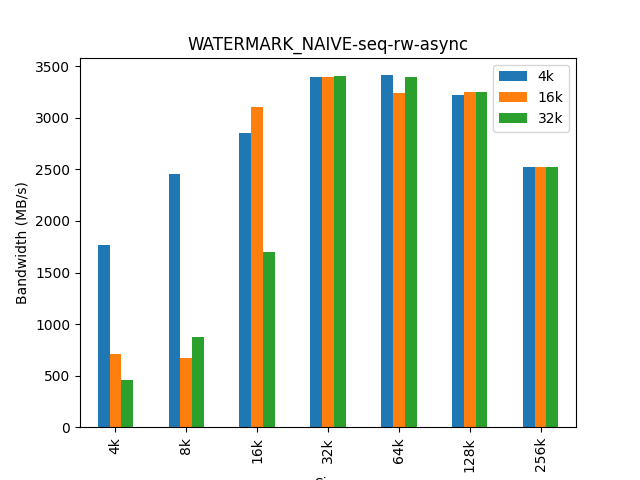 WATERMARK_NAIVE-seq-rw-async
3500
3000
2500
2000
1500
1000
500
0
Bandwidth (MB/s)
4k
16k
32k
4k
8k
16k
32k
64k
128k
256k